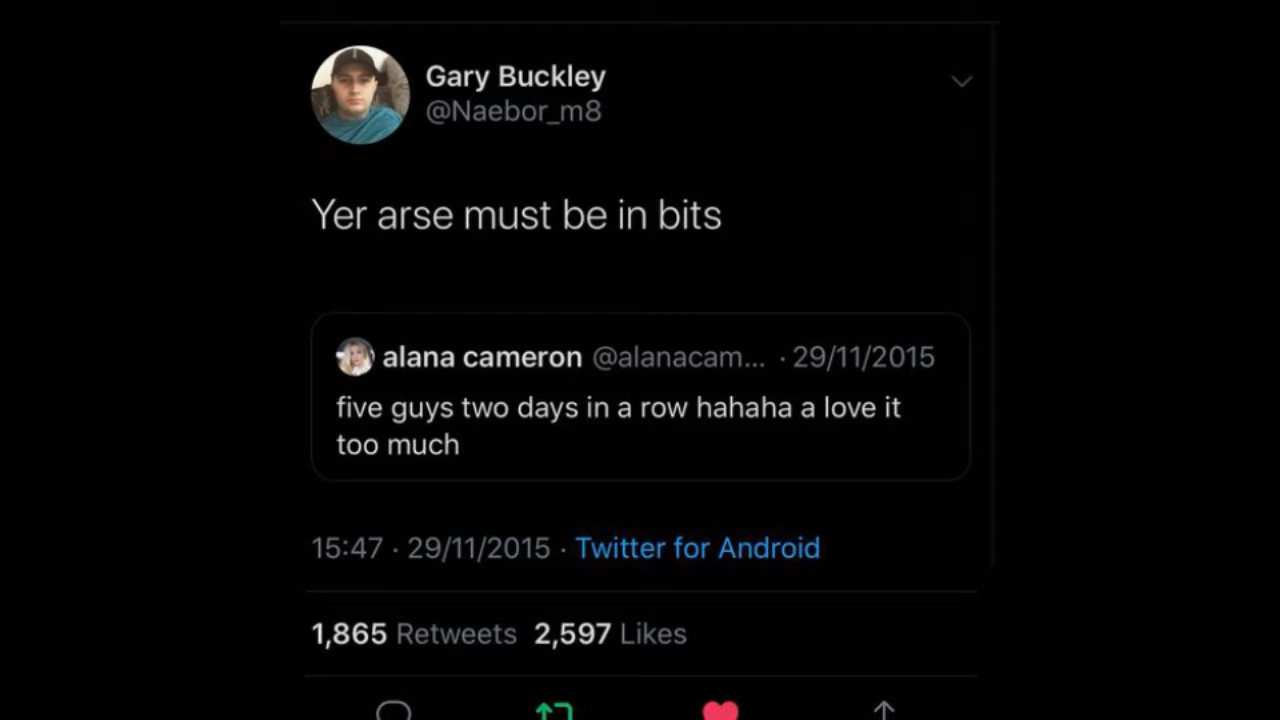 Gary Buckley
@Naebor_m8
Yer arse must be in bits
alana cameron @alanacam... · 29/11/2015
five guys two days in a row hahaha a love it
too much
15:47 · 29/11/2015 · Twitter for Android
1,865 Retweets 2,597 Likes